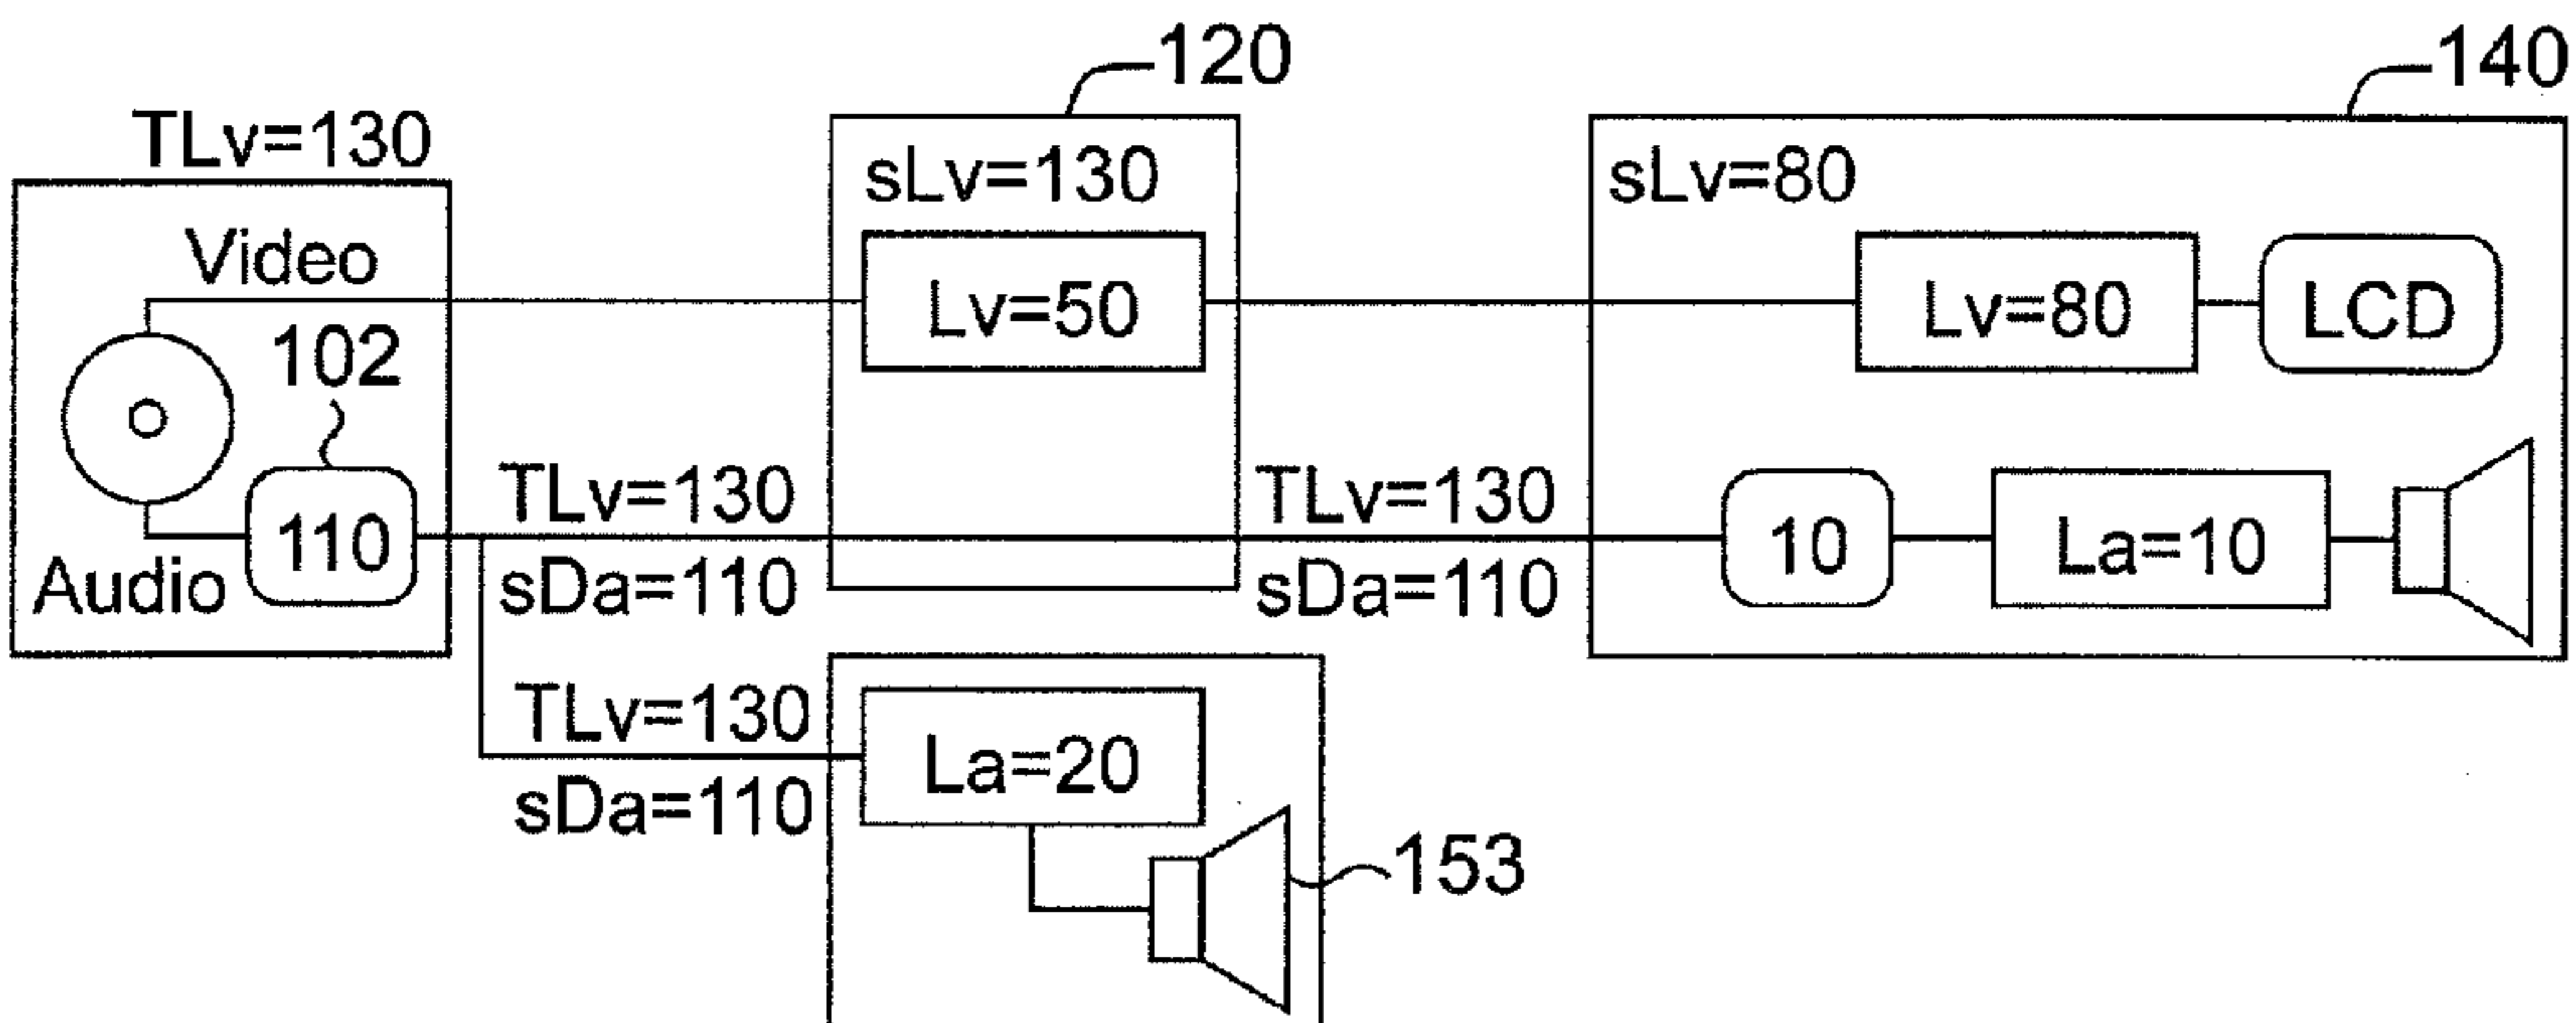 120
140
TLv=130
sLv=130
sLv=80
Video
Lv=50
Lv=80
LCD
102
110
Audio
TLv=130
sDa=110
TLv=130
sDa=110
10
La=10
TLv=130
sDa=110
La=20
153